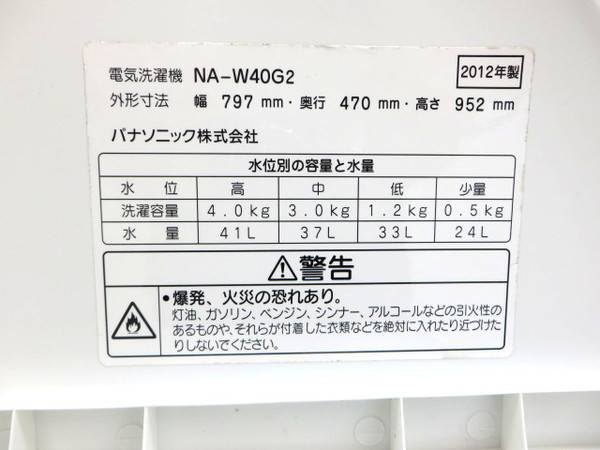 電気洗濯機 NA-W40G2 2012年製
外形寸法 幅 797 mm・奥行 470 mm・高さ 952 mm
パナソニック株式会社
水位別の容量と水量
水位 高 中 低 少量
洗濯容量 4.0kg 3.0kg 1.2kg 0.5kg
水量 41L 37L 33L 24L
⚠警告
•爆発、火災の恐れあり。
灯油、ガソリン、ベンジン、シンナー、アルコールなどの引火性の
あるものや、それらが付着した衣類などを絶対に入れたり近づけた
りしないでください。